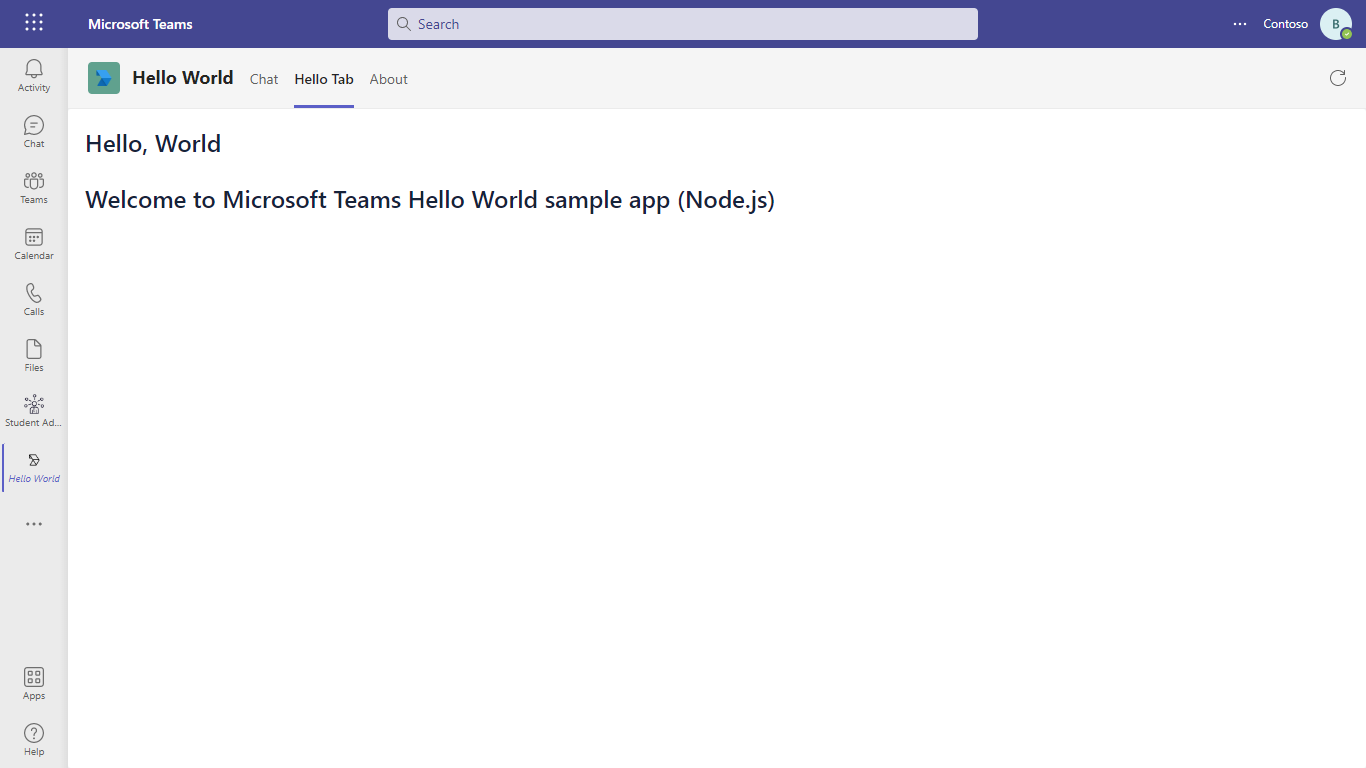 Microsoft Teams
Search
Contoso
B
Activity
Chat
Teams
Calendar
Calls
Files
Student Ad...
Hello World
Apps
Help
Hello World Chat Hello Tab About
Hello, World
Welcome to Microsoft Teams Hello World sample app (Node.js)